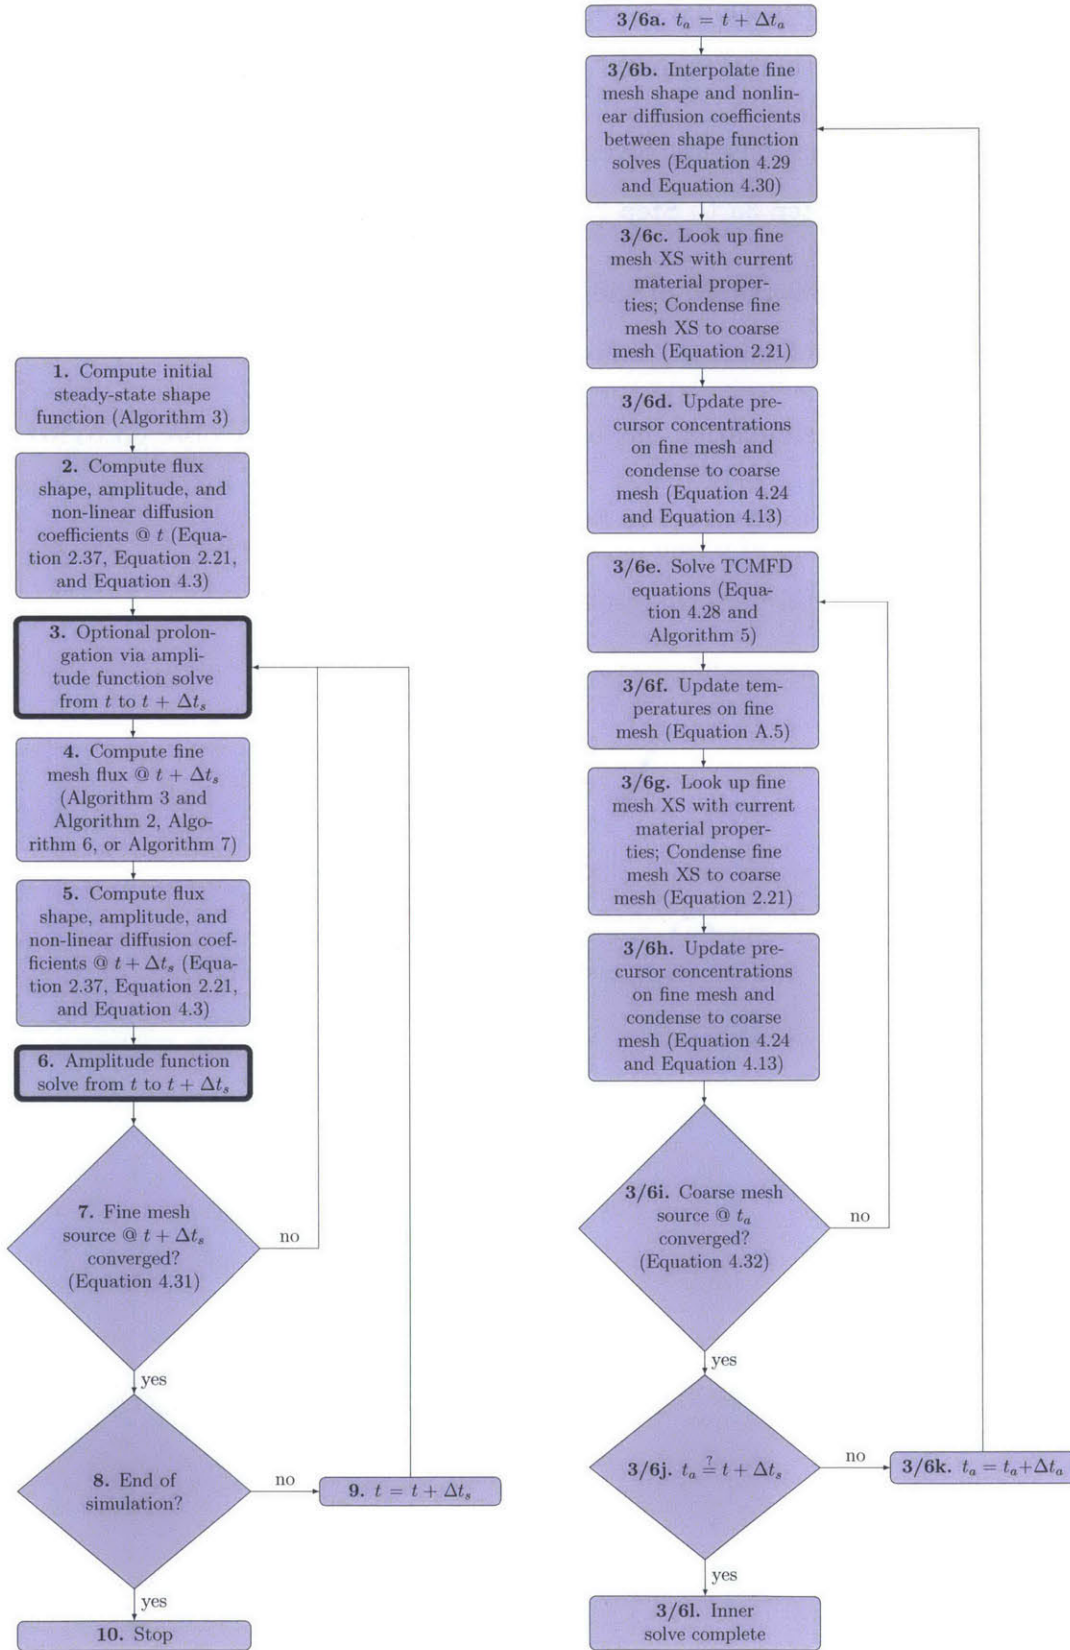 1. Compute initial
steady-state shape
function (Algorithm 3)
2. Compute flux
shape, amplitude, and
non-linear diffusion
coefficients @ t (Equa-
tion 2.37, Equation 2.21,
and Equation 4.3)
3. Optional prolon-
gation via ampli-
tude function solve
from t to t + Δt_s
4. Compute fine
mesh flux @ t + Δt_s
(Algorithm 3 and
Algorithm 2, Algo-
rithm 6, or Algorithm 7)
5. Compute flux
shape, amplitude, and
non-linear diffusion coef-
ficients @ t + Δt_s (Equa-
tion 2.37, Equation 2.21,
and Equation 4.3)
6. Amplitude function
solve from t to t + Δt_s
7. Fine mesh
source @ t + Δt_s
converged?
(Equation 4.31)
no
yes
8. End of
simulation?
no
9. t = t + Δt_s
yes
10. Stop
3/6a. t_a = t + Δt_a
3/6b. Interpolate fine
mesh shape and nonlin-
ear diffusion coefficients
between shape function
solves (Equation 4.29
and Equation 4.30)
3/6c. Look up fine
mesh XS with current
material proper-
ties; Condense fine
mesh XS to coarse
mesh (Equation 2.21)
3/6d. Update pre-
cursor concentrations
on fine mesh and
condense to coarse
mesh (Equation 4.24
and Equation 4.13)
3/6e. Solve TCMFD
equations (Equa-
tion 4.28 and
Algorithm 5)
3/6f. Update tem-
peratures on fine
mesh (Equation A.5)
3/6g. Look up fine
mesh XS with current
material proper-
ties; Condense fine
mesh XS to coarse
mesh (Equation 2.21)
3/6h. Update pre-
cursor concentrations
on fine mesh and
condense to coarse
mesh (Equation 4.24
and Equation 4.13)
3/6i. Coarse mesh
source @ t_a
converged?
(Equation 4.32)
no
yes
3/6j. t_a ≟ t + Δt_s
no
3/6k. t_a = t_a+Δt_a
yes
3/6l. Inner
solve complete